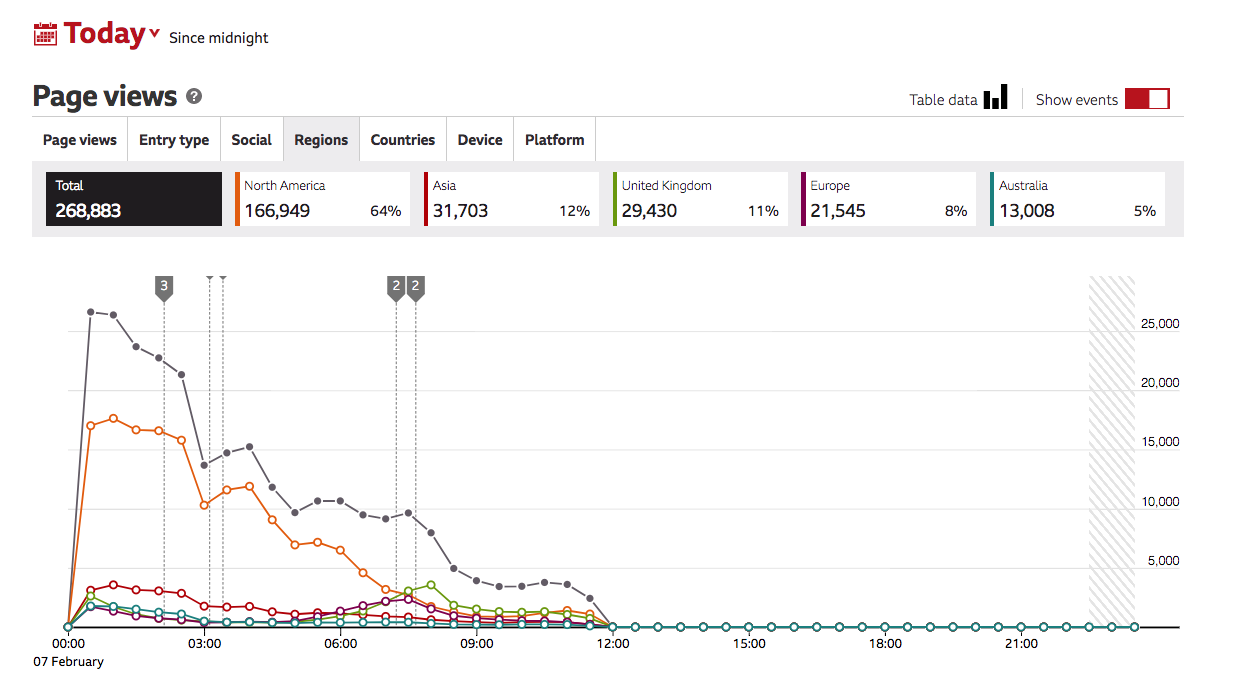 Today Since midnight
Page views ?
Table data Show events
Page views Entry type Social Regions Countries Device Platform
Total North America Asia United Kingdom Europe Australia
268,883 166,949 64% 31,703 12% 29,430 11% 21,545 8% 13,008 5%
3 2 2
25,000
20,000
15,000
10,000
5,000
00:00 03:00 06:00 09:00 12:00 15:00 18:00 21:00
07 February